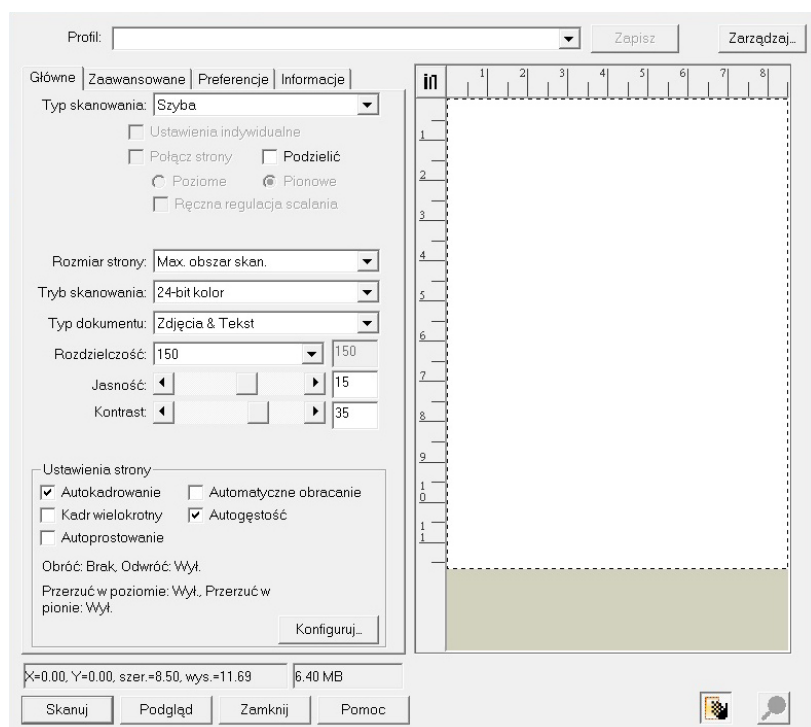 Profil:
Zapisz
Zarządzaj...
Główne Zaawansowane Preferencje Informacje
Typ skanowania: Szyba
Ustawienia indywidualne
Połącz strony Podzielić
Poziome Pionowe
Ręczna regulacja scalania
Rozmiar strony: Max. obszar skan.
Tryb skanowania: 24-bit kolor
Typ dokumentu: Zdjęcia & Tekst
Rozdzielczość: 150 150
Jasność: 15
Kontrast: 35
Ustawienia strony
Autokadrowanie Automatyczne obracanie
Kadr wielokrotny Autogęstość
Autoprostowanie
Obróć: Brak, Odwróć: Wył.
Przerzuć w poziomie: Wył., Przerzuć w
pionie: Wył.
Konfiguruj...
X=0.00, Y=0.00, szer.=8.50, wys.=11.69 6.40 MB
Skanuj Podgląd Zamknij Pomoc
in
1 2 3 4 5 6 7 8
1
2
3
4
5
6
7
8
9
10
11